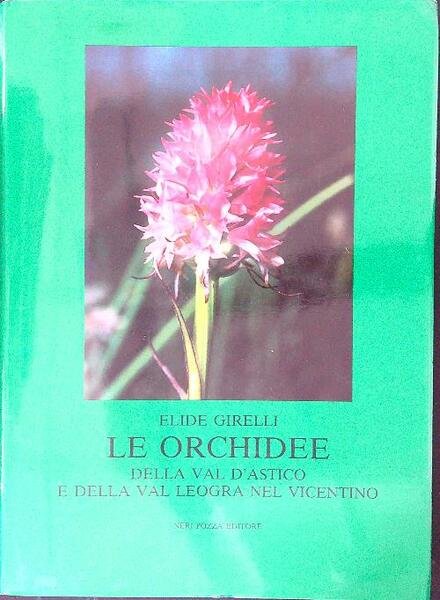 ELIDE GIRELLI
LE ORCHIDEE
DELLA VAL D'ASTICO
E DELLA VAL LEOGRA NEL VICENTINO
NERI POZZA EDITORE